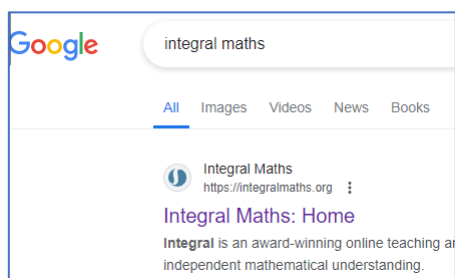 Google
integral maths
All Images Videos News Books
Integral Maths
https://integralmaths.org
Integral Maths: Home
Integral is an award-winning online teaching
independent mathematical understanding.